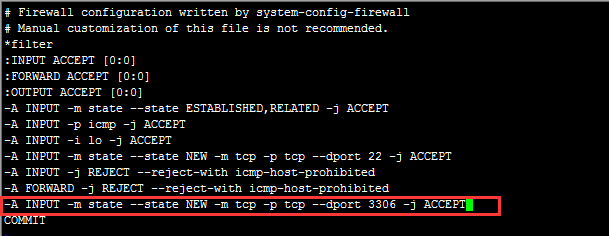 # Firewall configuration written by system-config-firewall
# Manual customization of this file is not recommended.
*filter
:INPUT ACCEPT [0:0]
:FORWARD ACCEPT [0:0]
:OUTPUT ACCEPT [0:0]
-A INPUT -m state --state ESTABLISHED,RELATED -j ACCEPT
-A INPUT -p icmp -j ACCEPT
-A INPUT -i lo -j ACCEPT
-A INPUT -m state --state NEW -m tcp -p tcp --dport 22 -j ACCEPT
-A INPUT -j REJECT --reject-with icmp-host-prohibited
-A FORWARD -j REJECT --reject-with icmp-host-prohibited
-A INPUT -m state --state NEW -m tcp -p tcp --dport 3306 -j ACCEPT
COMMIT